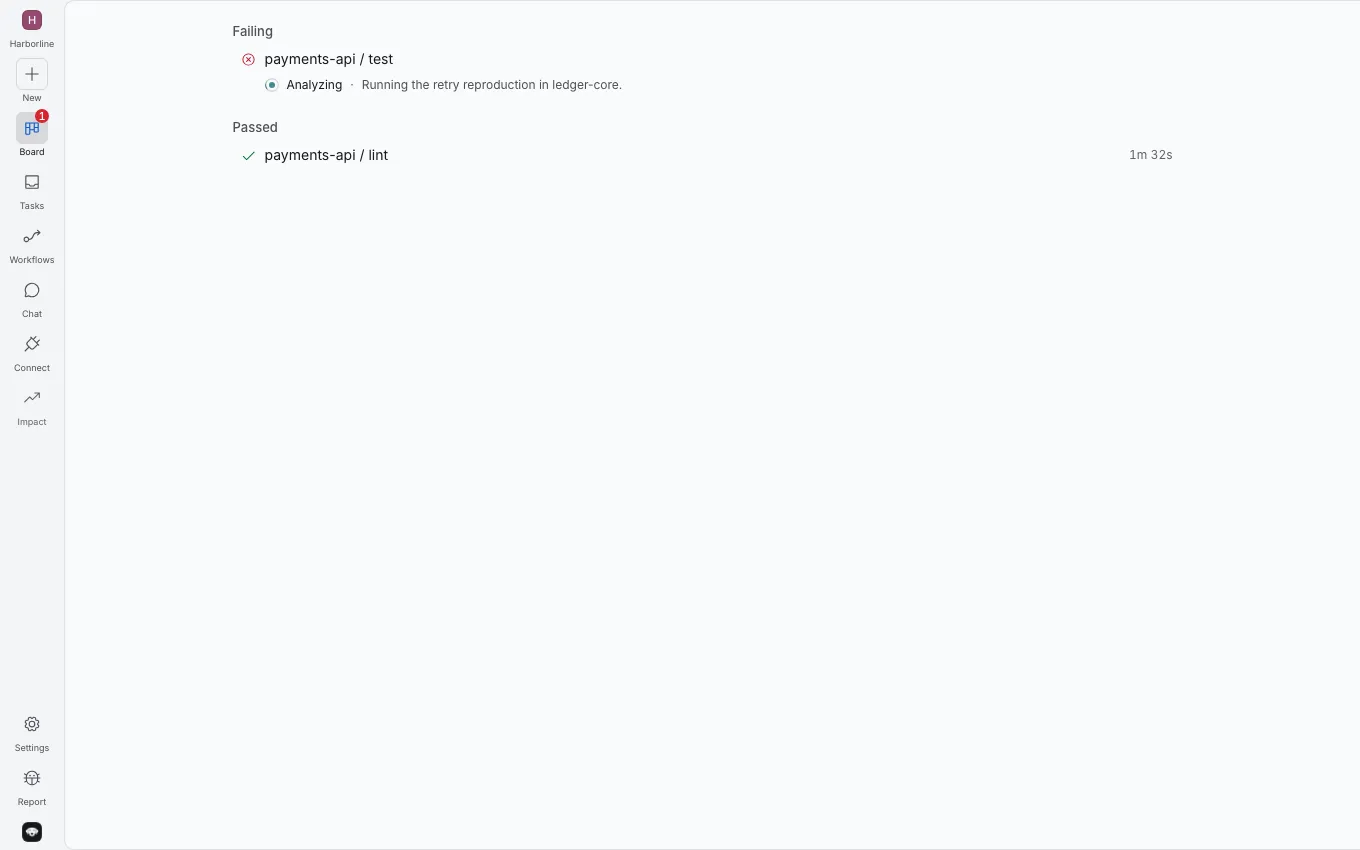 H
Harborline
New
1
Board
Tasks
Workflows
Chat
Connect
Impact
Settings
Report
Failing
payments-api / test
Analyzing · Running the retry reproduction in ledger-core.
Passed
payments-api / lint 1m 32s